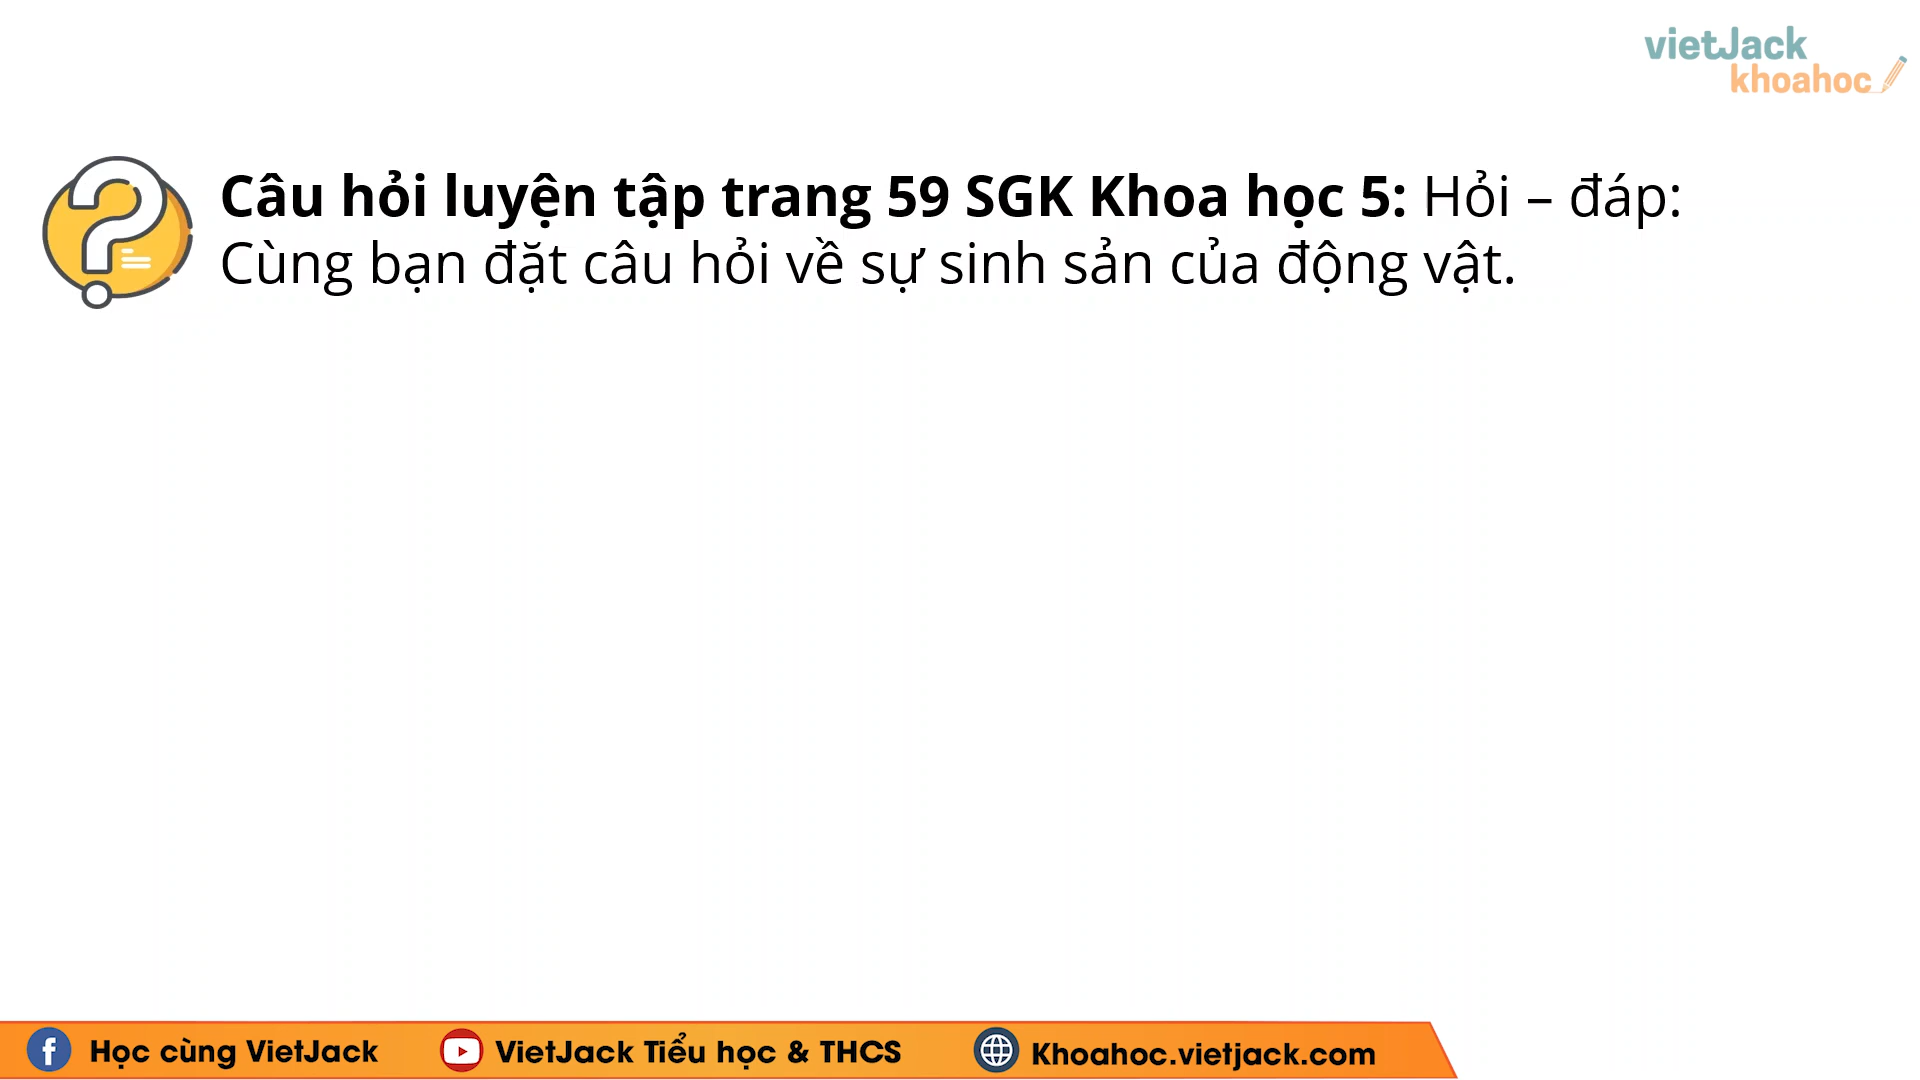 vietJack
khoahoc
Câu hỏi luyện tập trang 59 SGK Khoa học 5: Hỏi – đáp:
Cùng bạn đặt câu hỏi về sự sinh sản của động vật.
Học cùng VietJack
VietJack Tiểu học & THCS
Khoahoc.vietjack.com